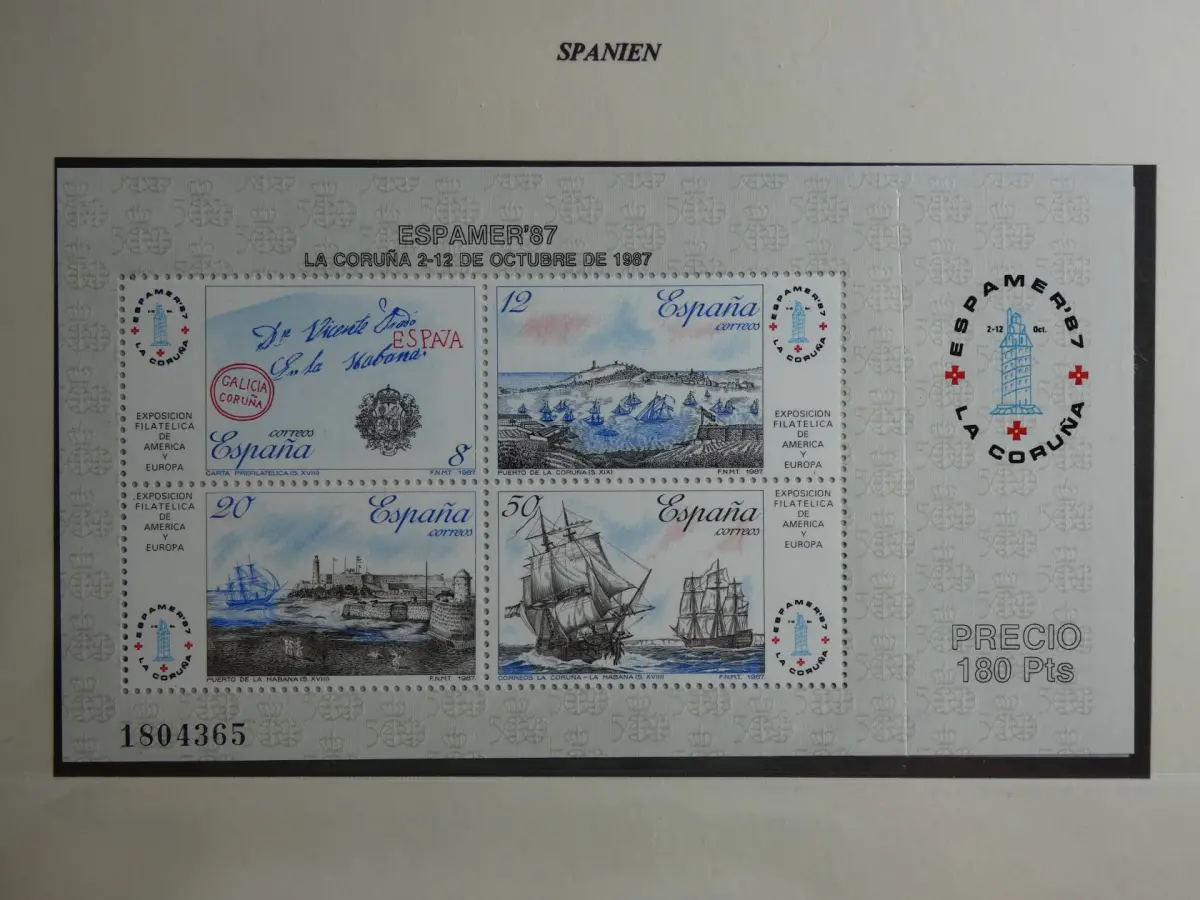 SPANIEN
ESPAMER'87
LA CORUÑA 2-12 DE OCTUBRE DE 1987
ESPAMER'87
LA CORUÑA
EXPOSICION
FILATELICA
DE
AMERICA
Y
EUROPA
Dn Vicente
En la Habana.
ESPAÑA
GALICIA
CORUÑA
correos
España
8
CARTA PREFILATELICA (S. XVIII)
F.N.M.T. 1987
12
España
correos
PUERTO DE LA CORUÑA (S. XIX)
F.N.M.T. 1987
ESPAMER'87
LA CORUÑA
EXPOSICION
FILATELICA
DE
AMERICA
Y
EUROPA
EXPOSICION
FILATELICA
DE
AMERICA
Y
EUROPA
ESPAMER'87
LA CORUÑA
20
España
correos
PUERTO DE LA HABANA (S. XVIII)
F.N.M.T. 1987
50
España
correos
CORREOS LA CORUÑA-LA HABANA (S. XVIII)
F.N.M.T. 1987
EXPOSICION
FILATELICA
DE
AMERICA
Y
EUROPA
ESPAMER'87
LA CORUÑA
1804365
ESPAMER'87
2-12 Oct.
LA CORUÑA
PRECIO
180 Pts